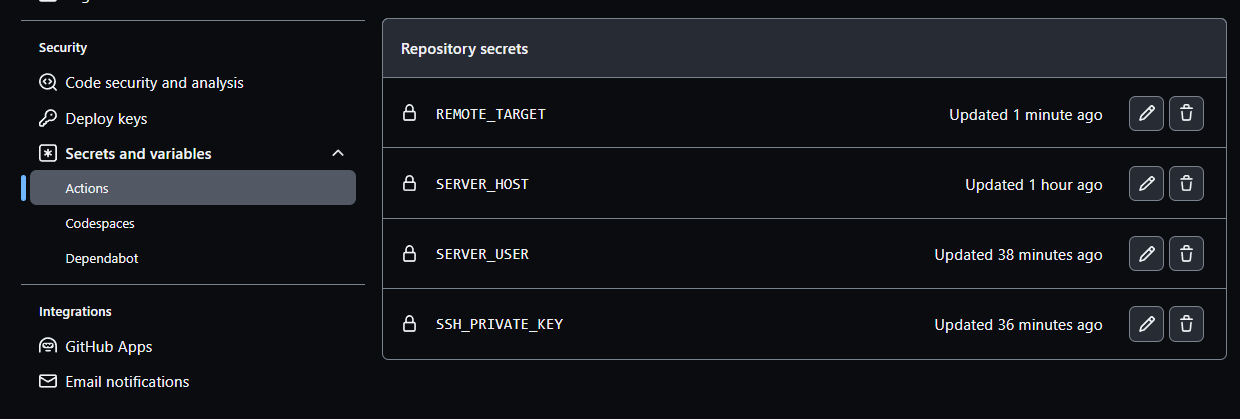 Security
Code security and analysis
Deploy keys
Secrets and variables
Actions
Codespaces
Dependabot
Integrations
GitHub Apps
Email notifications
Repository secrets
REMOTE_TARGET Updated 1 minute ago
SERVER_HOST Updated 1 hour ago
SERVER_USER Updated 38 minutes ago
SSH_PRIVATE_KEY Updated 36 minutes ago